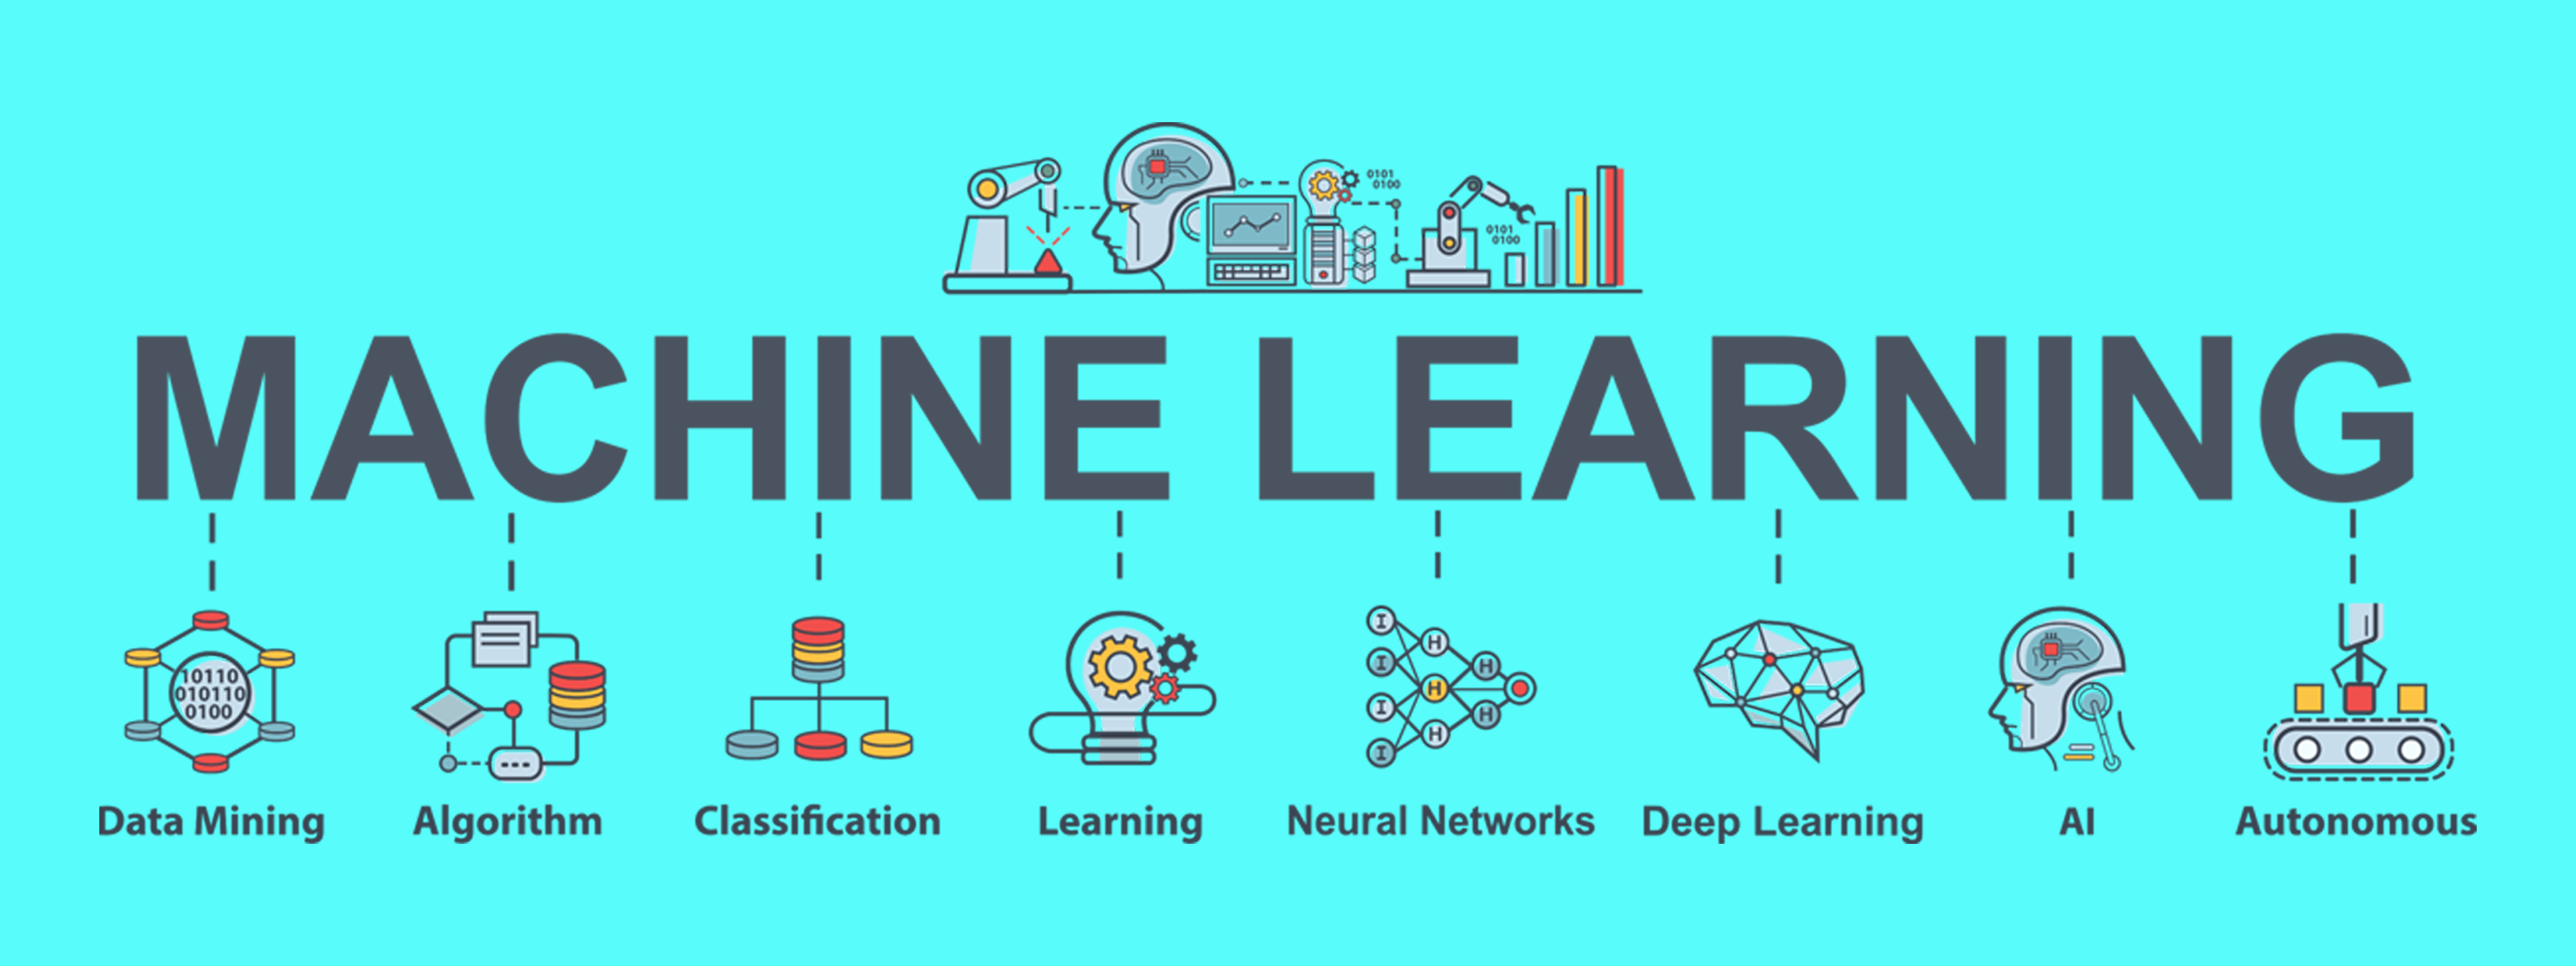 0101
0100
0101
0100
MACHINE LEARNING
10110
010110
0100
I
H
I
H
H
I
H
H
I
Data Mining
Algorithm
Classification
Learning
Neural Networks
Deep Learning
AI
Autonomous